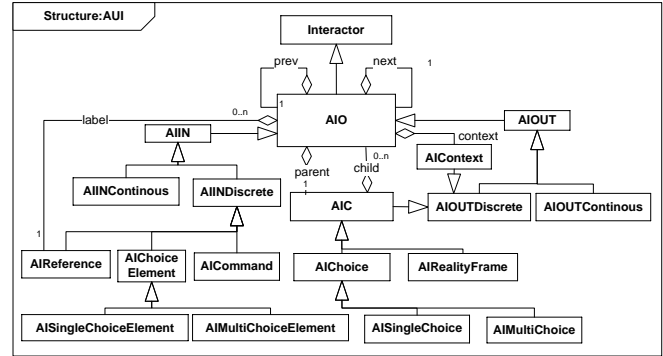 Structure:AUI
Interactor
prev
next
1
1
AIO
0..n
label
AIIN
AIOUT
context
AIContext
0..n
parent
child
1
AIINContinous
AIINDiscrete
AIC
AIOUTDiscrete
AIOUTContinous
1
AIReference
AIChoice
Element
AICommand
AIChoice
AIRealityFrame
AISingleChoiceElement
AIMultiChoiceElement
AISingleChoice
AIMultiChoice